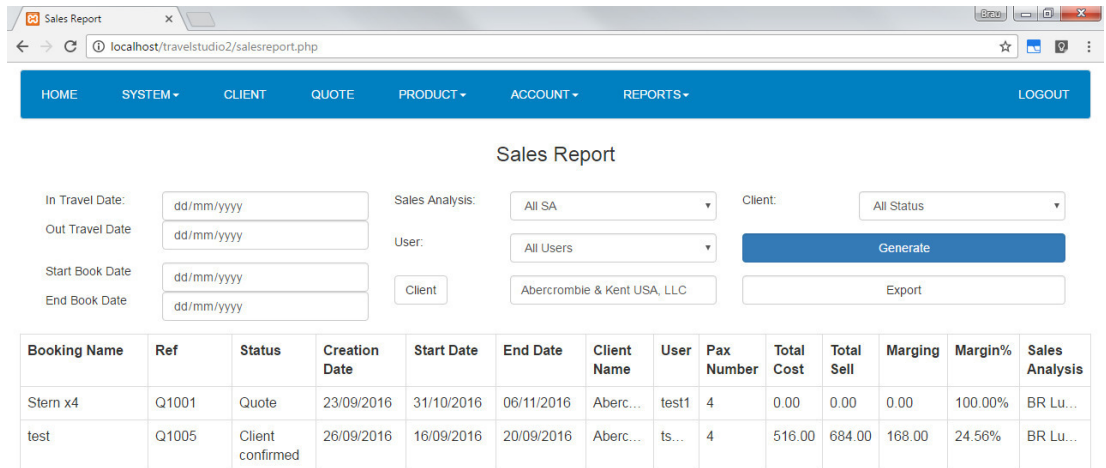 Sales Report
Brau
localhost/travelstudio2/salesreport.php
HOME SYSTEM CLIENT QUOTE PRODUCT ACCOUNT REPORTS LOGOUT
Sales Report
In Travel Date: dd/mm/yyyy Sales Analysis: All SA Client: All Status
Out Travel Date dd/mm/yyyy
User: All Users Generate
Start Book Date dd/mm/yyyy
Client Abercrombie & Kent USA, LLC Export
End Book Date dd/mm/yyyy
Booking Name Ref Status Creation Date Start Date End Date Client Name User Pax Number Total Cost Total Sell Marging Margin% Sales Analysis
Stern x4 Q1001 Quote 23/09/2016 31/10/2016 06/11/2016 Aberc... test1 4 0.00 0.00 0.00 100.00% BR Lu...
test Q1005 Client confirmed 26/09/2016 16/09/2016 20/09/2016 Aberc... ts... 4 516.00 684.00 168.00 24.56% BR Lu...